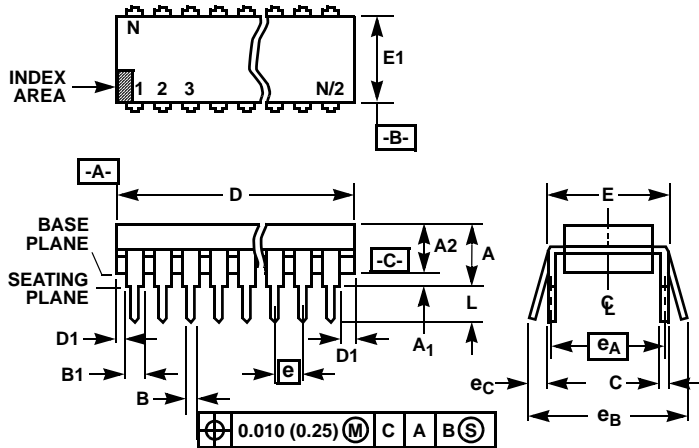 N
INDEX
AREA
1 2 3 N/2
E1
-B-
-A-
D
E
BASE
PLANE
SEATING
PLANE
-C-
A2
A
L
A1
D1
D1
B1
B
e
℄
eA
eC
C
eB
⌖ 0.010 (0.25) Ⓜ C A B Ⓢ